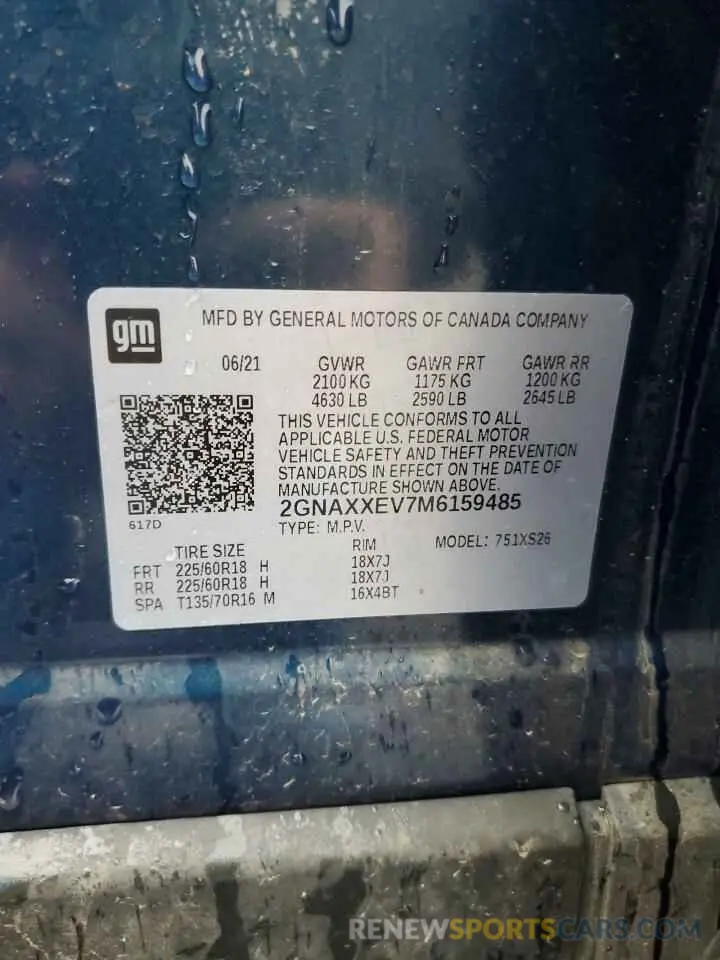 gm
MFD BY GENERAL MOTORS OF CANADA COMPANY
06/21 GVWR GAWR FRT GAWR RR
2100 KG 1175 KG 1200 KG
4630 LB 2590 LB 2645 LB
THIS VEHICLE CONFORMS TO ALL
APPLICABLE U.S. FEDERAL MOTOR
VEHICLE SAFETY AND THEFT PREVENTION
STANDARDS IN EFFECT ON THE DATE OF
MANUFACTURE SHOWN ABOVE.
2GNAXXEV7M6159485
617D TYPE: M.P.V.
TIRE SIZE RIM MODEL: 751XS26
FRT 225/60R18 H 18X7J
RR 225/60R18 H 18X7J
SPA T135/70R16 M 16X4BT
RENEWSPORTSCARS.COM